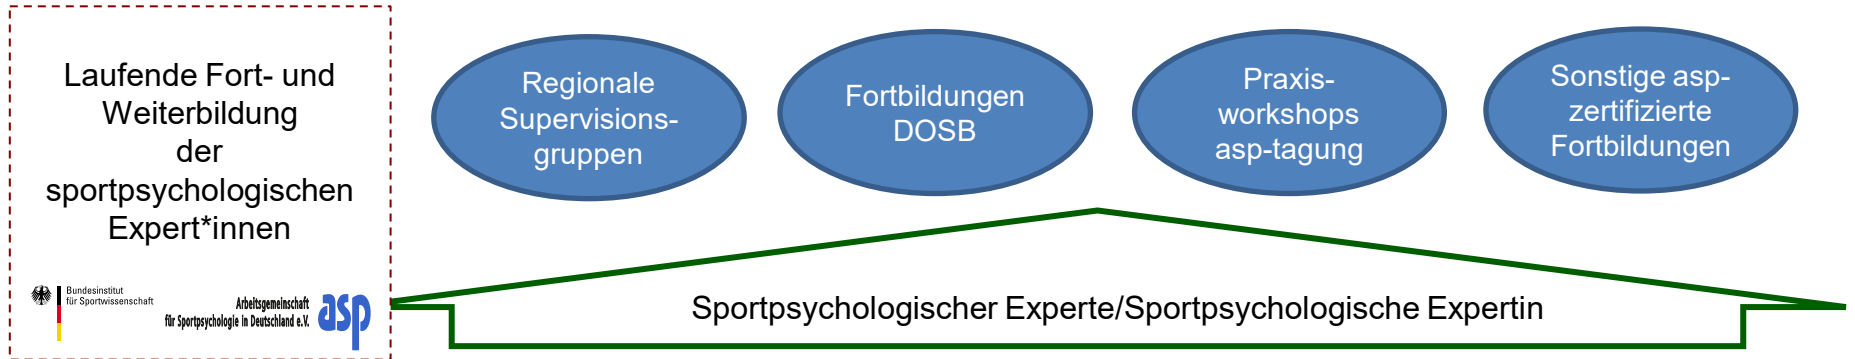 Laufende Fort- und
Weiterbildung
der
sportpsychologischen
Expert*innen
Bundesinstitut
für Sportwissenschaft
Arbeitsgemeinschaft
für Sportpsychologie in Deutschland e.V.
asp
Regionale
Supervisions-
gruppen
Fortbildungen
DOSB
Praxis-
workshops
asp-tagung
Sonstige asp-
zertifizierte
Fortbildungen
Sportpsychologischer Experte/Sportpsychologische Expertin